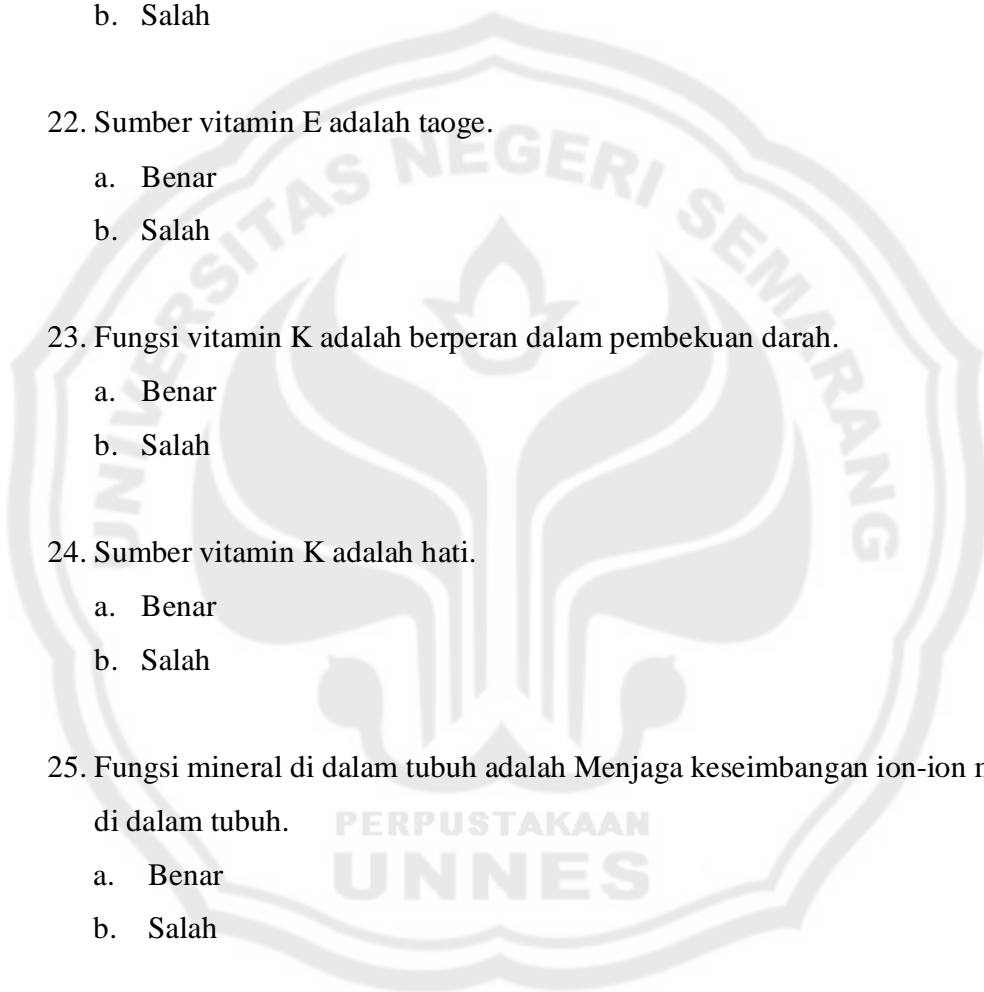 b. Salah
22. Sumber vitamin E adalah taoge.
a. Benar
b. Salah
23. Fungsi vitamin K adalah berperan dalam pembekuan darah.
a. Benar
b. Salah
24. Sumber vitamin K adalah hati.
a. Benar
b. Salah
25. Fungsi mineral di dalam tubuh adalah Menjaga keseimbangan ion-ion
di dalam tubuh.
a. Benar
b. Salah
UNIVERSITAS NEGERI SEMARANG
PERPUSTAKAAN
UNNES